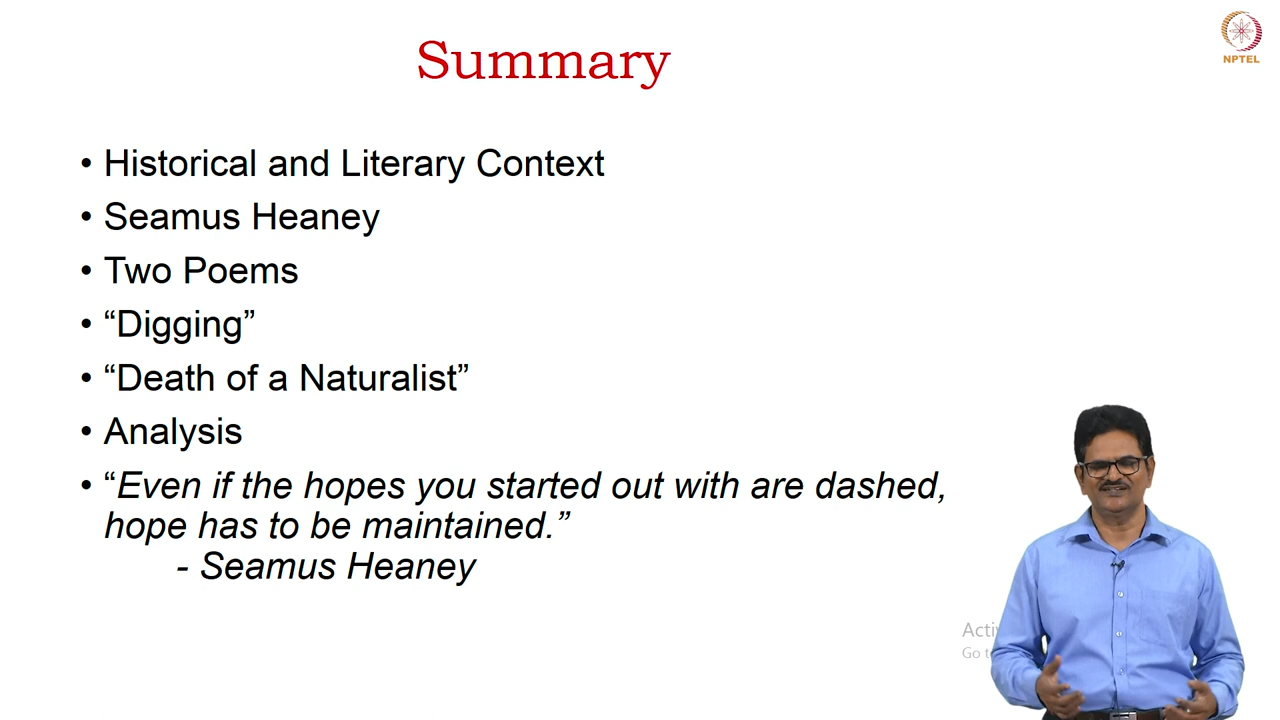 Summary
NPTEL
• Historical and Literary Context
• Seamus Heaney
• Two Poems
• “Digging”
• “Death of a Naturalist”
• Analysis
• “Even if the hopes you started out with are dashed,
hope has to be maintained.”
- Seamus Heaney
Go